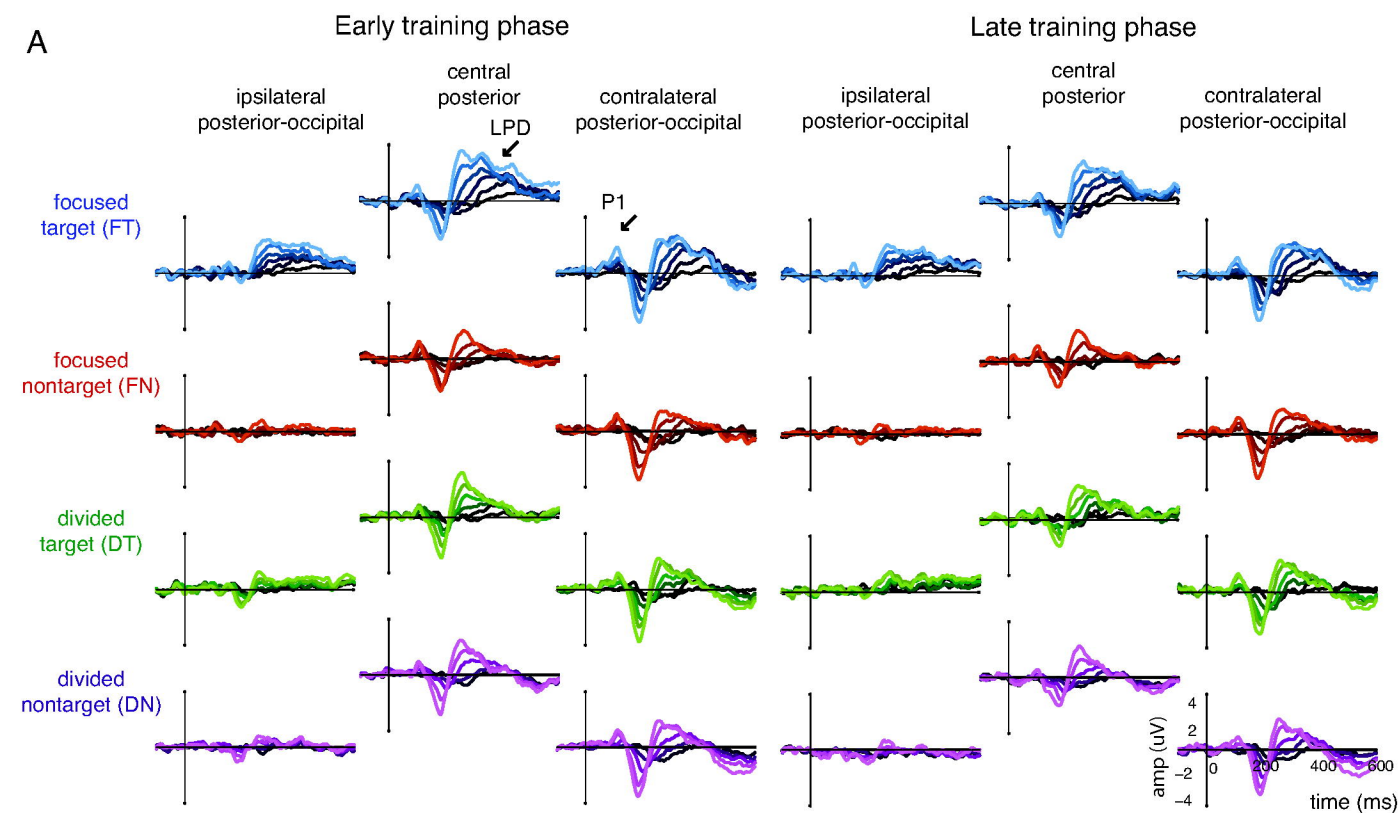 A
Early training phase
Late training phase
ipsilateral
posterior-occipital
central
posterior
contralateral
posterior-occipital
ipsilateral
posterior-occipital
central
posterior
contralateral
posterior-occipital
LPD
P1
focused
target (FT)
focused
nontarget (FN)
divided
target (DT)
divided
nontarget (DN)
amp (uV)
4
2
−2
−4
0
200
400
600
time (ms)